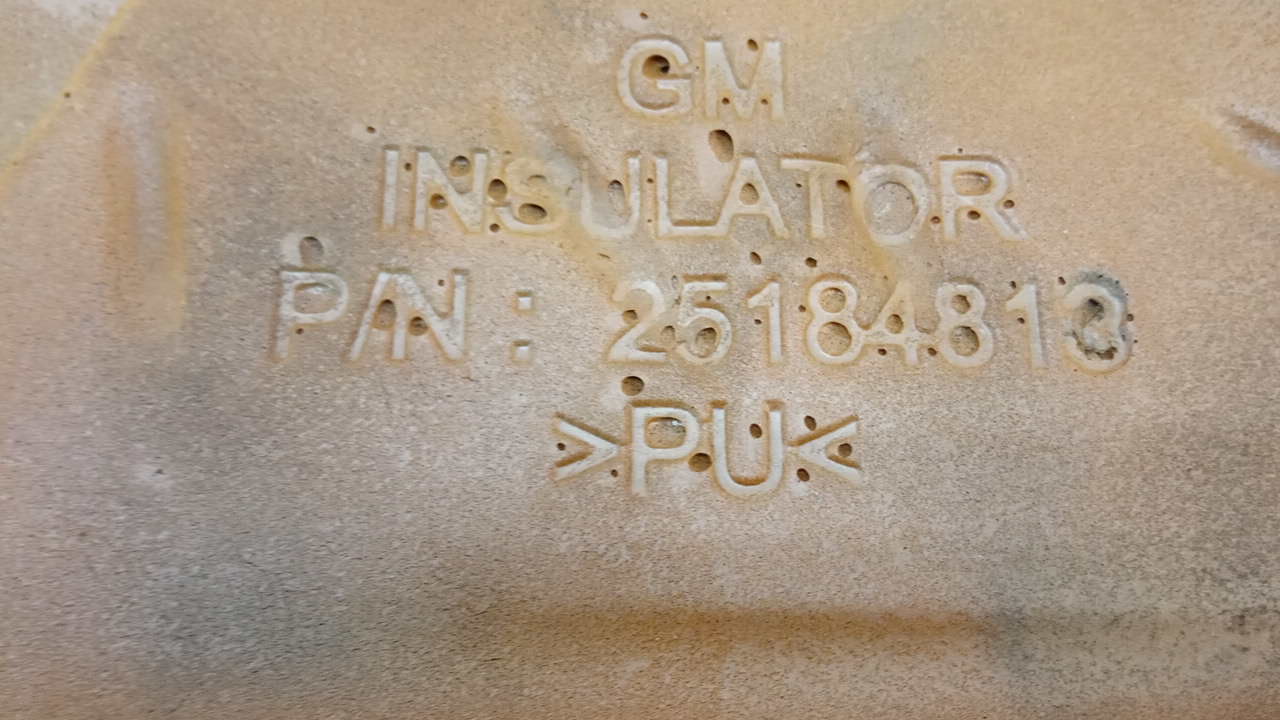 GM
INSULATOR
P/N : 25184813
>PU<